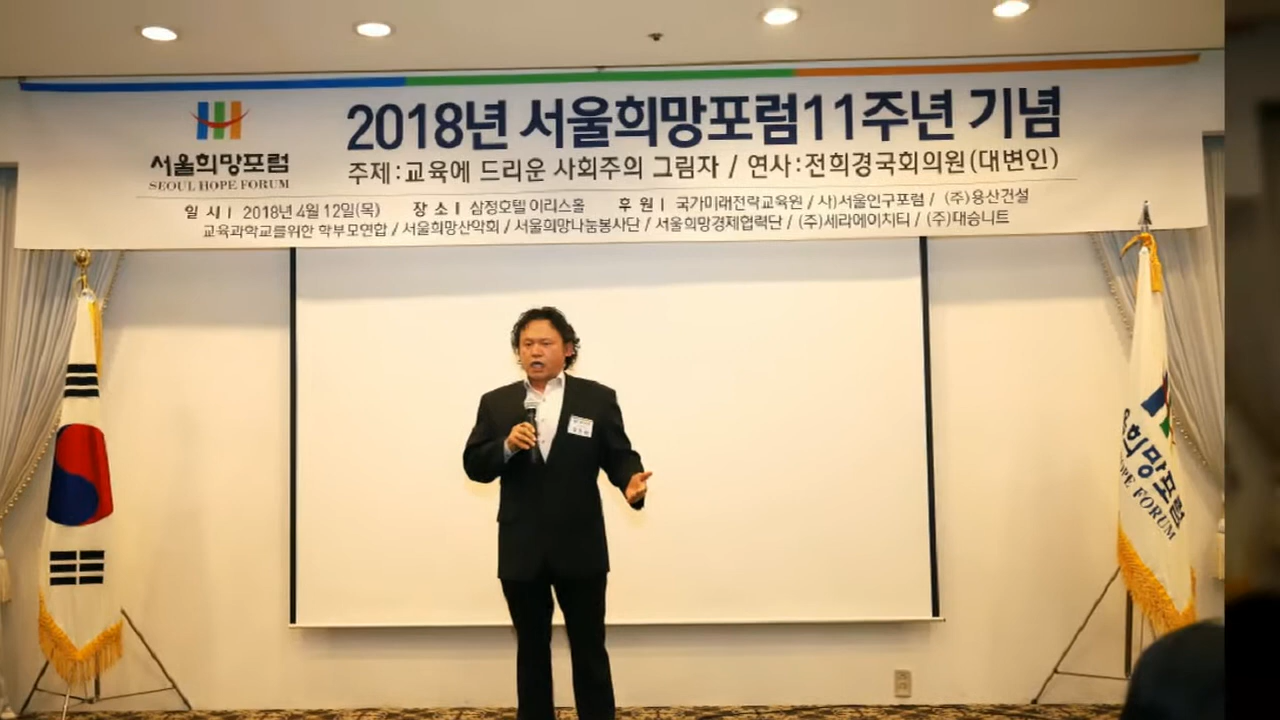 서울희망포럼
SEOUL HOPE FORUM
2018년 서울희망포럼11주년 기념
주제:교육에 드리운 사회주의 그림자 / 연사:전희경국회의원(대변인)
일 시 I 2018년 4월 12일(목) 장 소 I 삼정호텔 이리스홀 후 원 I 국가미래전략교육원 / 사)서울인구포럼 / (주)용산건설
교육과학교를위한 학부모연합 / 서울희망산악회 / 서울희망나눔봉사단 / 서울희망경제협력단 / (주)세라에이치티 / (주)대승니트
희망포럼
OPE FORUM